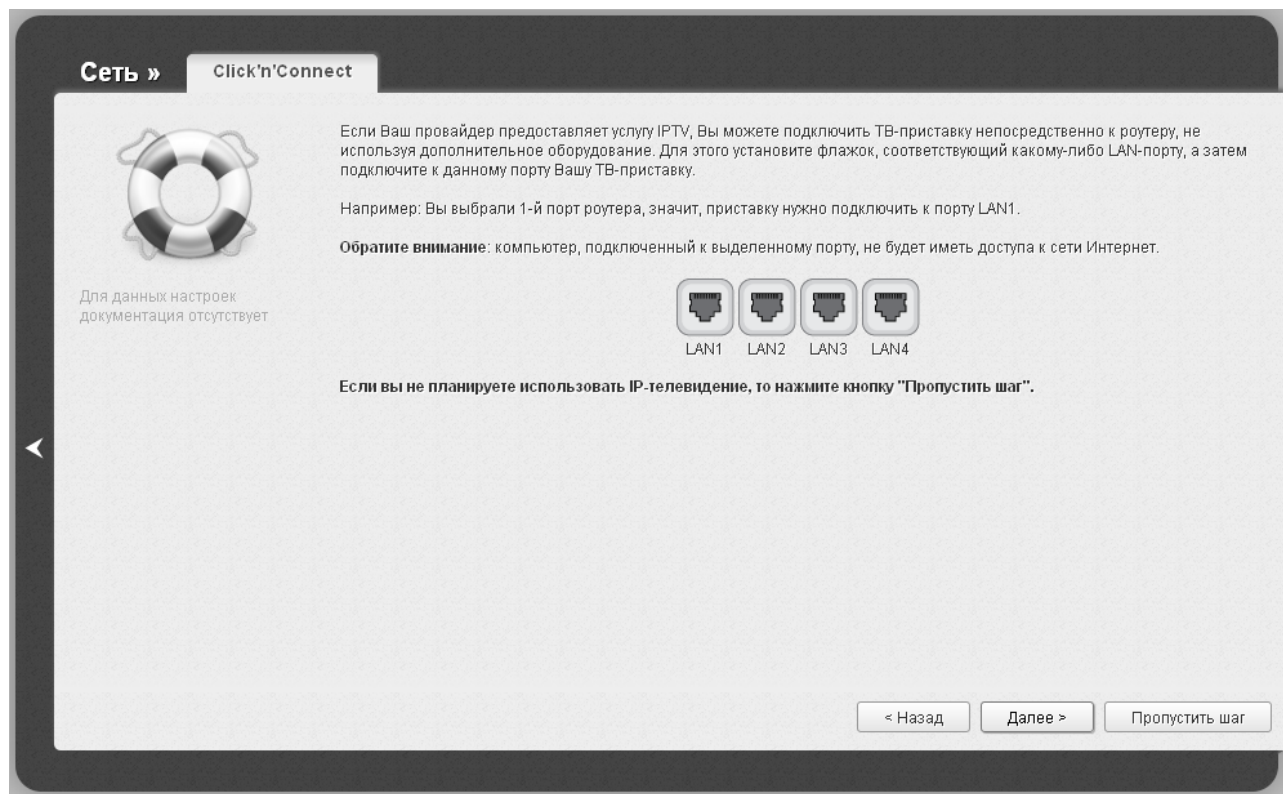 Сеть »
Click'n'Connect
Если Ваш провайдер предоставляет услугу IPTV, Вы можете подключить ТВ-приставку непосредственно к роутеру, не
используя дополнительное оборудование. Для этого установите флажок, соответствующий какому-либо LAN-порту, а затем
подключите к данному порту Вашу ТВ-приставку.
Например: Вы выбрали 1-й порт роутера, значит, приставку нужно подключить к порту LAN1.
Обратите внимание: компьютер, подключенный к выделенному порту, не будет иметь доступа к сети Интернет.
Для данных настроек
документация отсутствует
LAN1 LAN2 LAN3 LAN4
Если вы не планируете использовать IP-телевидение, то нажмите кнопку "Пропустить шаг".
< Назад Далее > Пропустить шаг